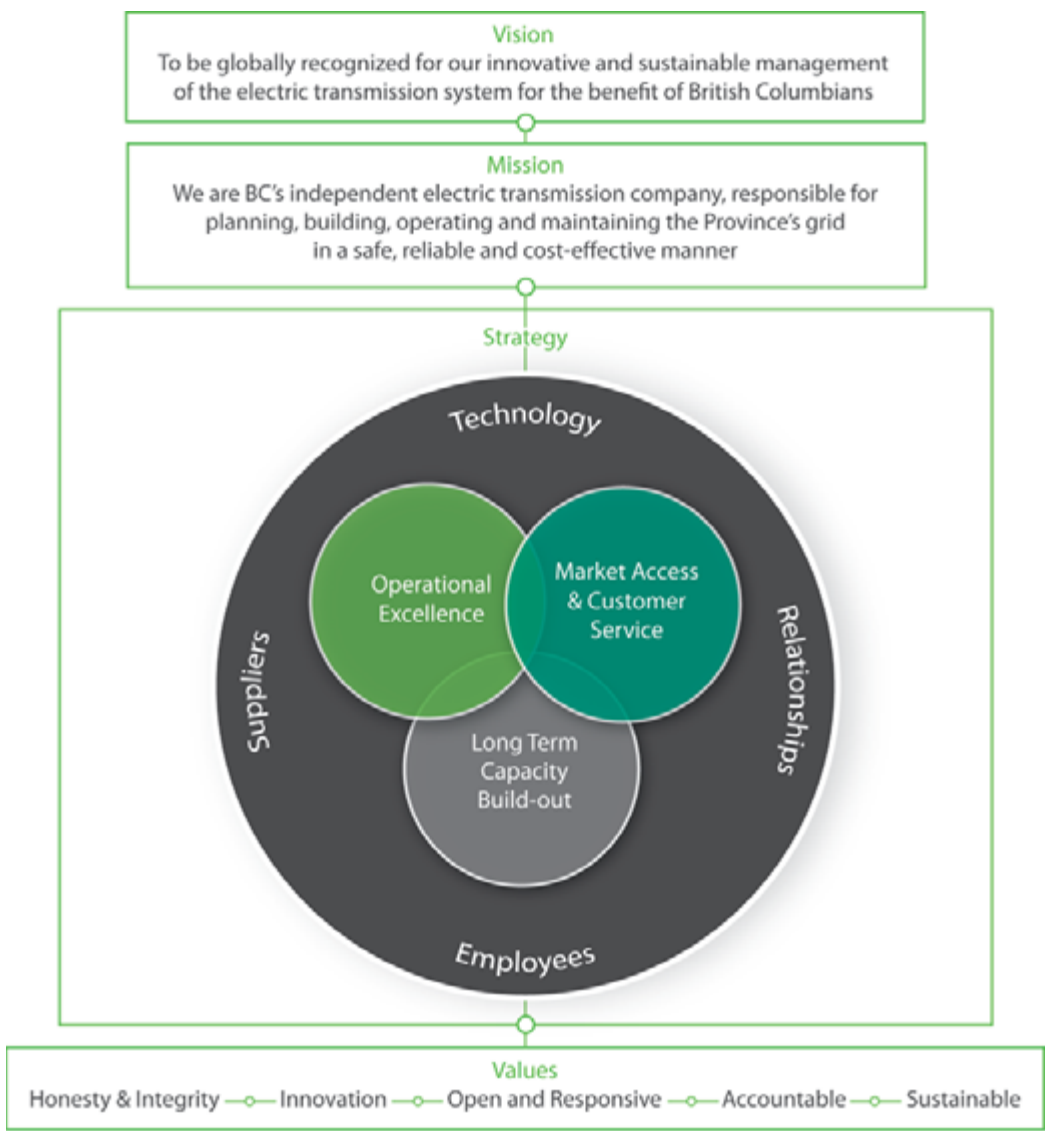 Vision
To be globally recognized for our innovative and sustainable management
of the electric transmission system for the benefit of British Columbians
Mission
We are BC's independent electric transmission company, responsible for
planning, building, operating and maintaining the Province's grid
in a safe, reliable and cost-effective manner
Strategy
Technology
Operational
Excellence
Market Access
& Customer
Service
Suppliers
Relationships
Long Term
Capacity
Build-out
Employees
Values
Honesty & Integrity Innovation Open and Responsive Accountable Sustainable